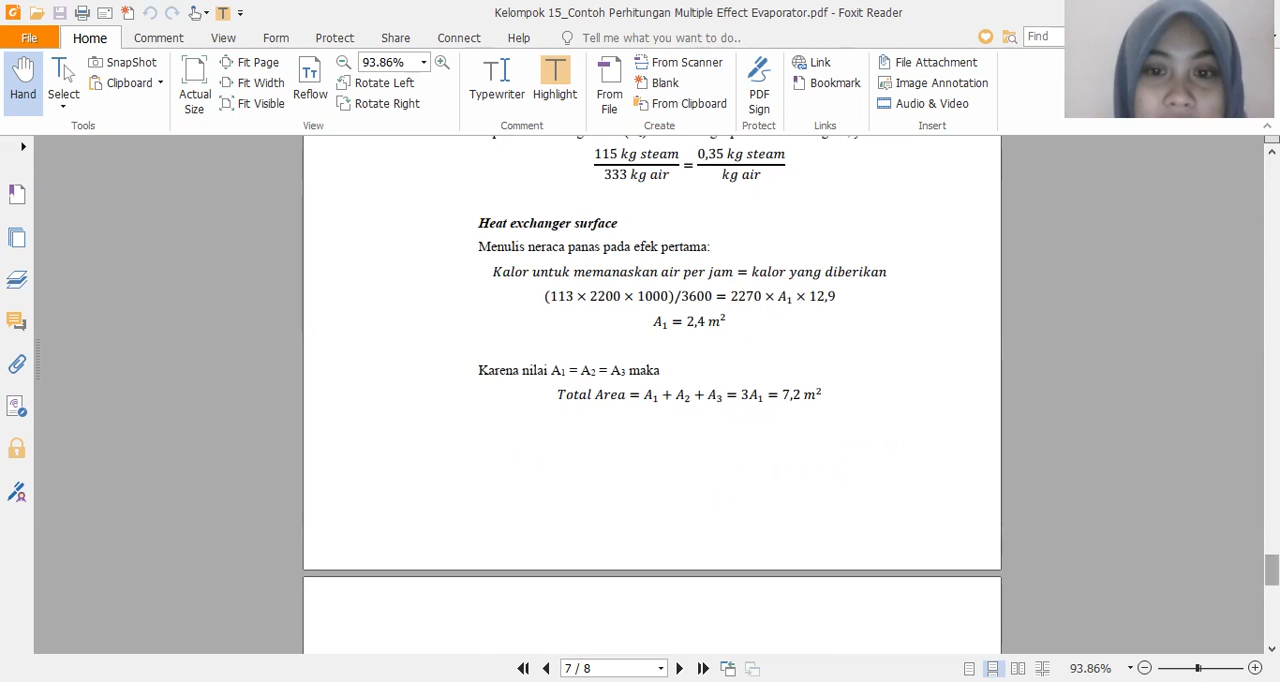 Kelompok 15_Contoh Perhitungan Multiple Effect Evaporator.pdf - Foxit Reader
File Home Comment View Form Protect Share Connect Help Tell me what you want to do.. Find
Hand
Select
SnapShot
Clipboard
Tools
Actual Size
Fit Page
Fit Width
Fit Visible
Reflow
93.86%
Rotate Left
Rotate Right
View
Typewriter
Highlight
Comment
From File
From Scanner
Blank
From Clipboard
Create
PDF Sign
Protect
Link
Bookmark
Links
File Attachment
Image Annotation
Audio & Video
Insert
115 kg steam / 333 kg air = 0,35 kg steam / kg air
Heat exchanger surface
Menulis neraca panas pada efek pertama:
Kalor untuk memanaskan air per jam = kalor yang diberikan
(113 × 2200 × 1000)/3600 = 2270 × A₁ × 12,9
A₁ = 2,4 m²
Karena nilai A₁ = A₂ = A₃ maka
Total Area = A₁ + A₂ + A₃ = 3A₁ = 7,2 m²
7 / 8
93.86%